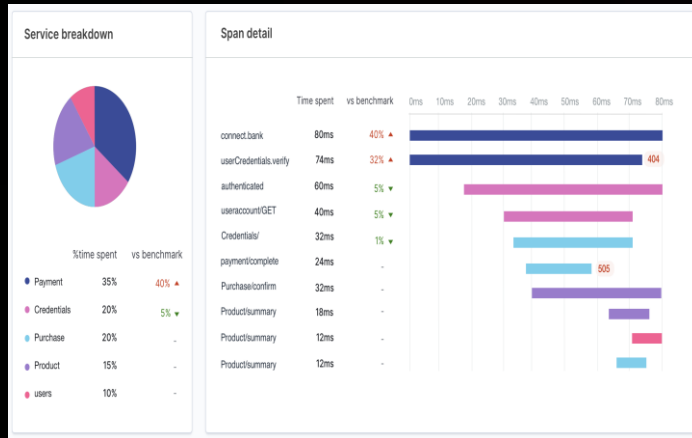 Service breakdown
%time spent vs benchmark
Payment 35% 40% ▲
Credentials 20% 5% ▼
Purchase 20% -
Product 15% -
users 10% -
Span detail
Time spent vs benchmark 0ms 10ms 20ms 30ms 40ms 50ms 60ms 70ms 80ms
connect.bank 80ms 40% ▲
userCredentials.verify 74ms 32% ▲ 404
authenticated 60ms 5% ▼
useraccount/GET 40ms 5% ▼
Credentials/ 32ms 1% ▼
payment/complete 24ms - 505
Purchase/confirm 32ms -
Product/summary 18ms -
Product/summary 12ms -
Product/summary 12ms -